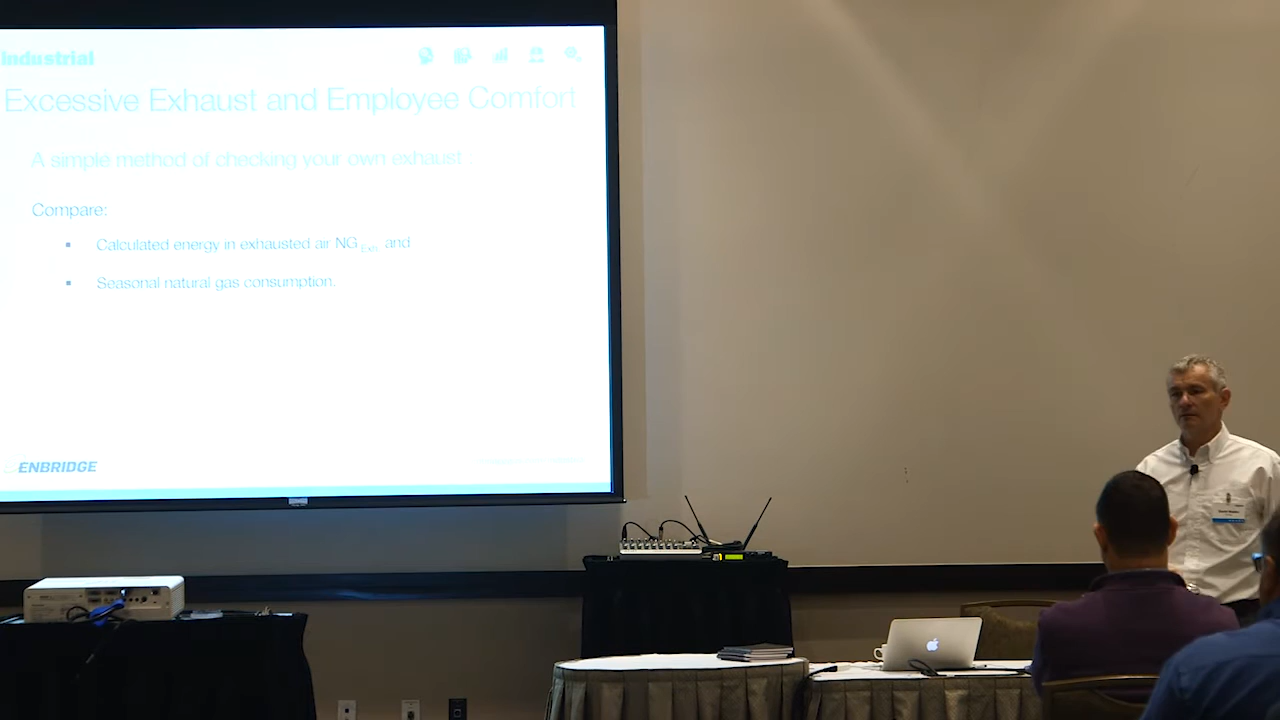 Industrial
Excessive Exhaust and Employee Comfort
A simple method of checking your own exhaust :
Compare:
▪ Calculated energy in exhausted air NG Exh. and
▪ Seasonal natural gas consumption.
ENBRIDGE